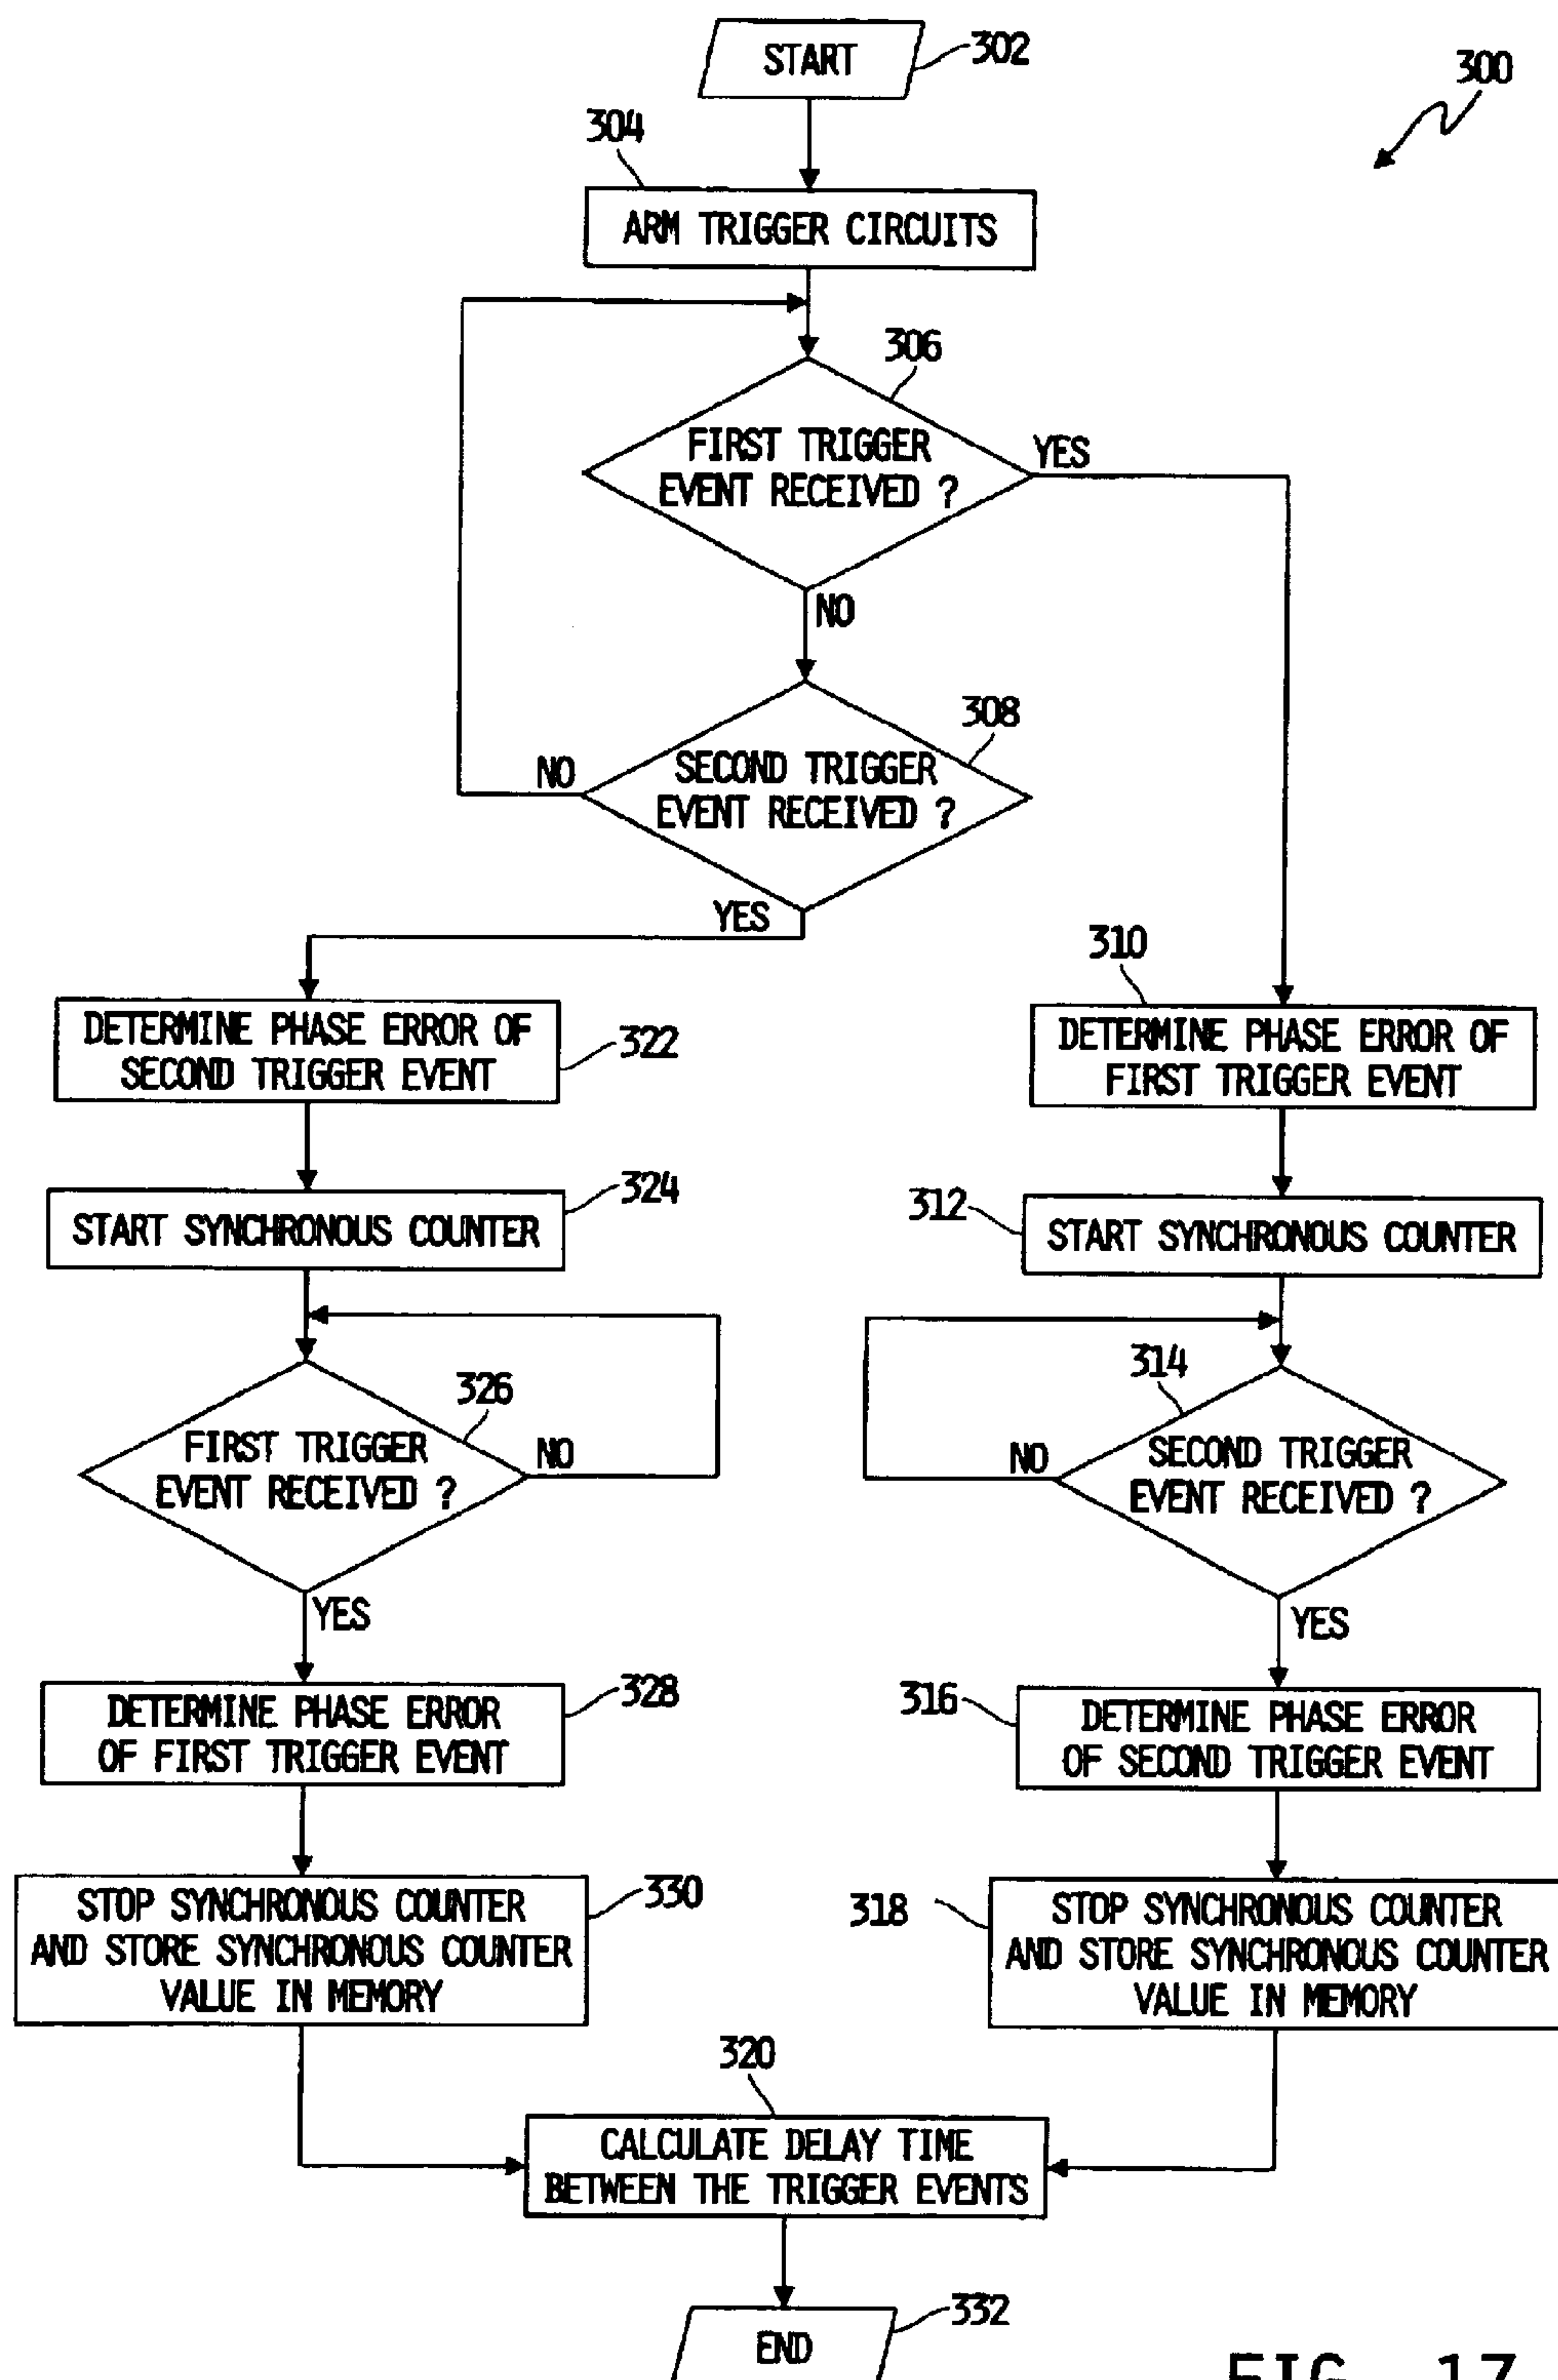 START
302
300
304
ARM TRIGGER CIRCUITS
306
FIRST TRIGGER
EVENT RECEIVED ?
YES
NO
308
SECOND TRIGGER
EVENT RECEIVED ?
NO
YES
310
DETERMINE PHASE ERROR OF
SECOND TRIGGER EVENT
322
DETERMINE PHASE ERROR OF
FIRST TRIGGER EVENT
324
START SYNCHRONOUS COUNTER
312
START SYNCHRONOUS COUNTER
326
FIRST TRIGGER
EVENT RECEIVED ?
NO
314
NO
SECOND TRIGGER
EVENT RECEIVED ?
YES
YES
328
DETERMINE PHASE ERROR
OF FIRST TRIGGER EVENT
316
DETERMINE PHASE ERROR
OF SECOND TRIGGER EVENT
330
STOP SYNCHRONOUS COUNTER
AND STORE SYNCHRONOUS COUNTER
VALUE IN MEMORY
318
STOP SYNCHRONOUS COUNTER
AND STORE SYNCHRONOUS COUNTER
VALUE IN MEMORY
320
CALCULATE DELAY TIME
BETWEEN THE TRIGGER EVENTS
332
END
FIG. 17